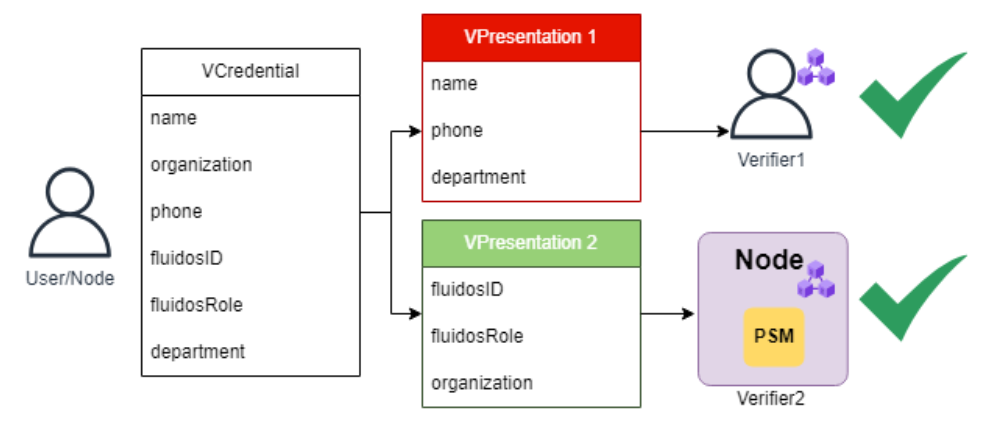 User/Node
VCredential
name
organization
phone
fluidosID
fluidosRole
department
VPresentation 1
name
phone
department
VPresentation 2
fluidosID
fluidosRole
organization
Verifier1
Node
PSM
Verifier2